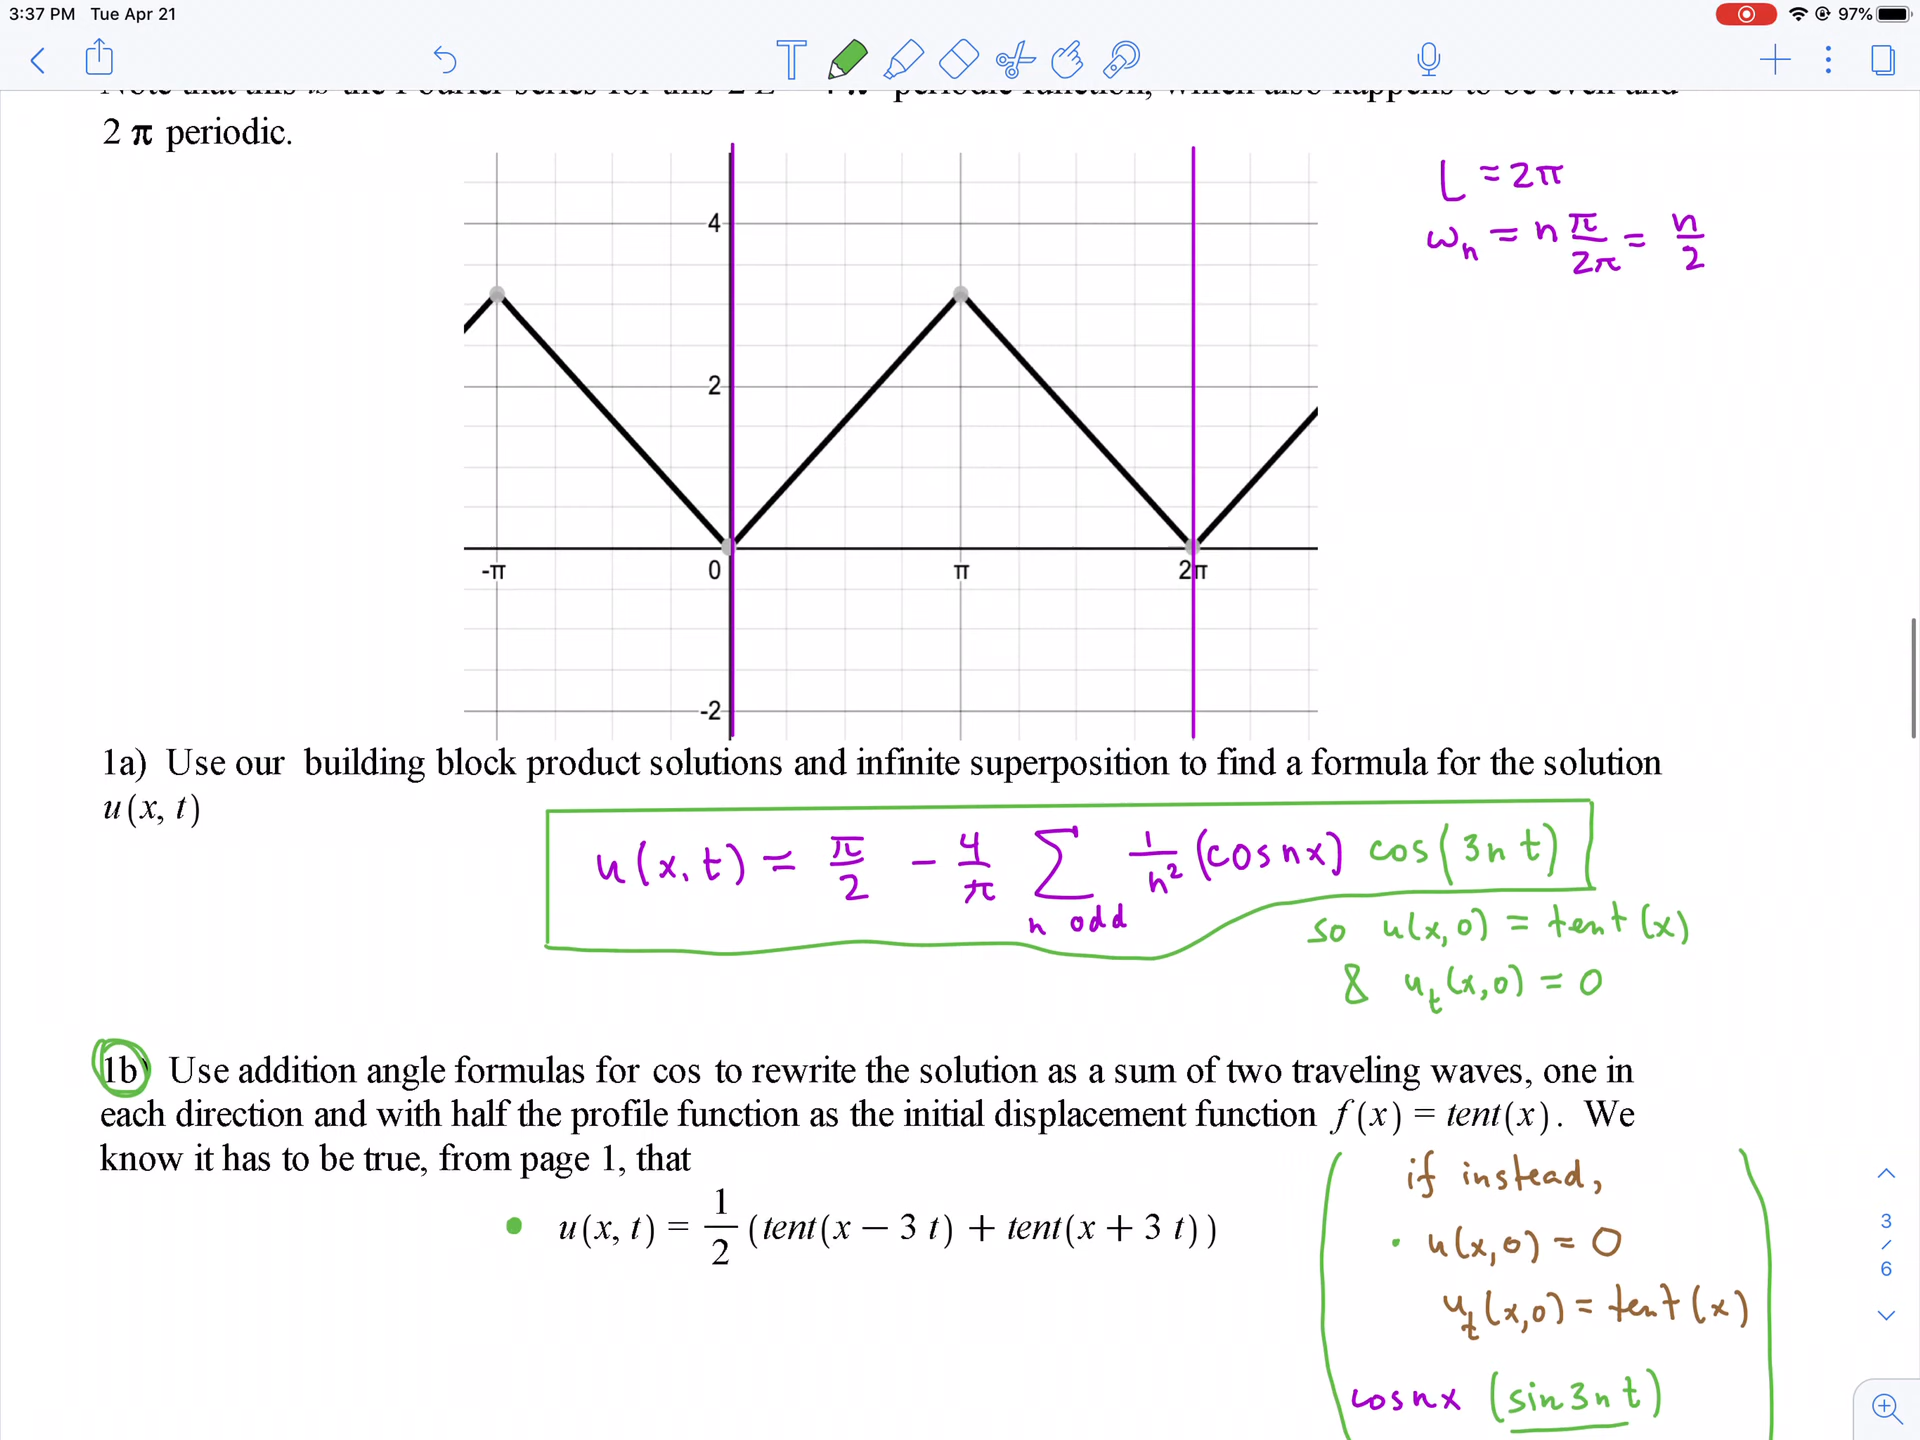 3:37 PM Tue Apr 21
97%
2 π periodic.
4
2
-π 0 π 2π
-2
L = 2π
ωₙ = n π/2π = n/2
1a) Use our building block product solutions and infinite superposition to find a formula for the solution
u(x, t)
u(x,t) = π/2 - 4/π ∑ n odd 1/n² (cos nx) cos(3n t)
so u(x,0) = tent(x)
& uₜ(x,0) = 0
1b) Use addition angle formulas for cos to rewrite the solution as a sum of two traveling waves, one in
each direction and with half the profile function as the initial displacement function f(x) = tent(x). We
know it has to be true, from page 1, that
• u(x, t) = 1/2 (tent(x − 3 t) + tent(x + 3 t))
( if instead,
• u(x,0) = 0
uₜ(x,0) = tent(x)
cos nx (sin 3n t) )
3 / 6